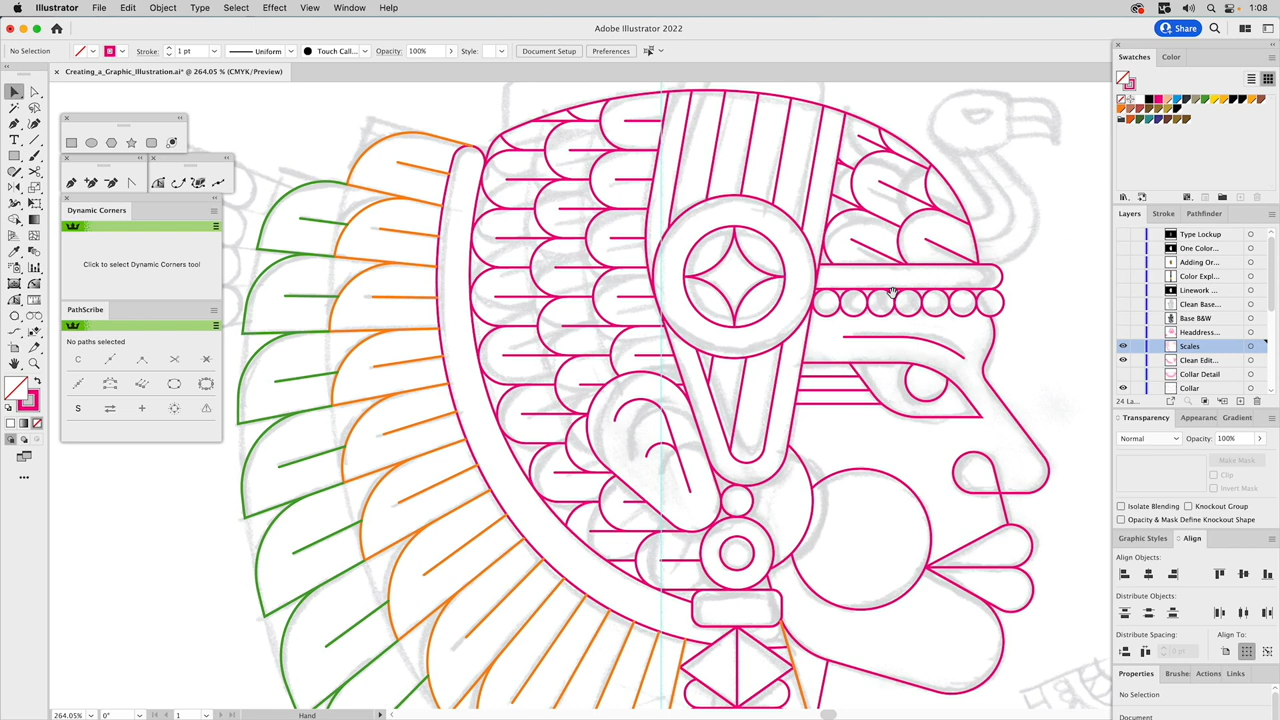 Illustrator File Edit Object Type Select Effect View Window Help 1:08
Adobe Illustrator 2022 Share
No Selection Stroke: 1 pt Uniform Touch Call... Opacity: 100% Style: Document Setup Preferences
Creating_a_Graphic_Illustration.ai* @ 264.05 % (CMYK/Preview)
Swatches Color
Dynamic Corners
Click to select Dynamic Corners tool
PathScribe
No paths selected
Layers Stroke Pathfinder
Type Lockup
One Color...
Adding Or...
Color Expl...
Linework ...
Clean Base...
Base B&W
Headdress...
Scales
Clean Edit...
Collar Detail
Collar
24 La...
Transparency Appearanc Gradient
Normal Opacity: 100%
Make Mask
Clip
Invert Mask
Isolate Blending Knockout Group
Opacity & Mask Define Knockout Shape
Graphic Styles Align
Align Objects:
Distribute Objects:
Distribute Spacing: Align To:
0 px
Properties Brushe: Actions Links
No Selection
Document
264.05% 0° 1 Hand